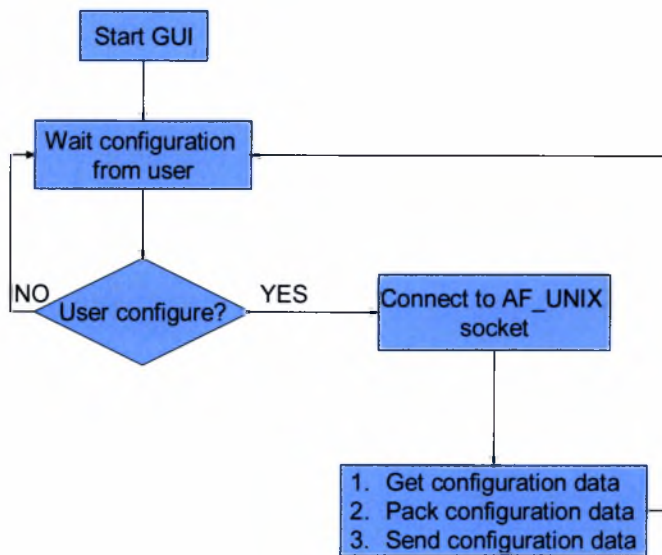 Start GUI
Wait configuration
from user
NO
User configure?
YES
Connect to AF_UNIX
socket
1. Get configuration data
2. Pack configuration data
3. Send configuration data